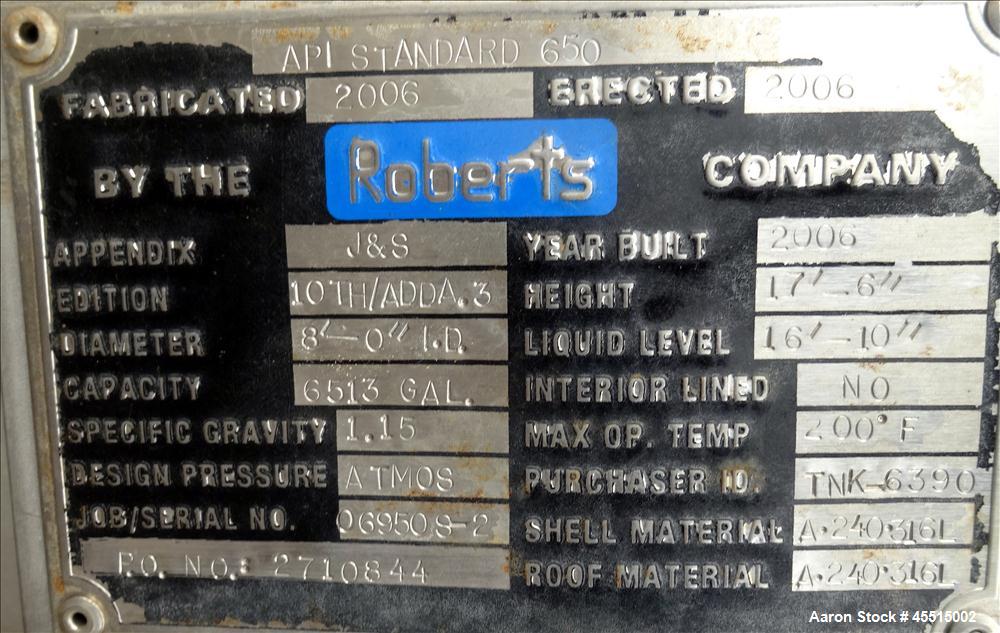 API STANDARD 650
FABRICATED 2006 ERECTED 2006
BY THE Roberts COMPANY
APPENDIX J&S YEAR BUILT 2006
EDITION 10TH/ADDA.3 HEIGHT 17'-6"
DIAMETER 8'-0" I.D. LIQUID LEVEL 16'-10"
CAPACITY 6513 GAL. INTERIOR LINED NO
SPECIFIC GRAVITY 1.15 MAX OP. TEMP 200°F
DESIGN PRESSURE ATMOS PURCHASER ID. TNK-6390
JOB/SERIAL NO. 06950S-2 SHELL MATERIAL A·240·316L
P.O. NO.: 2710844 ROOF MATERIAL A·240·316L
Aaron Stock # 45515002